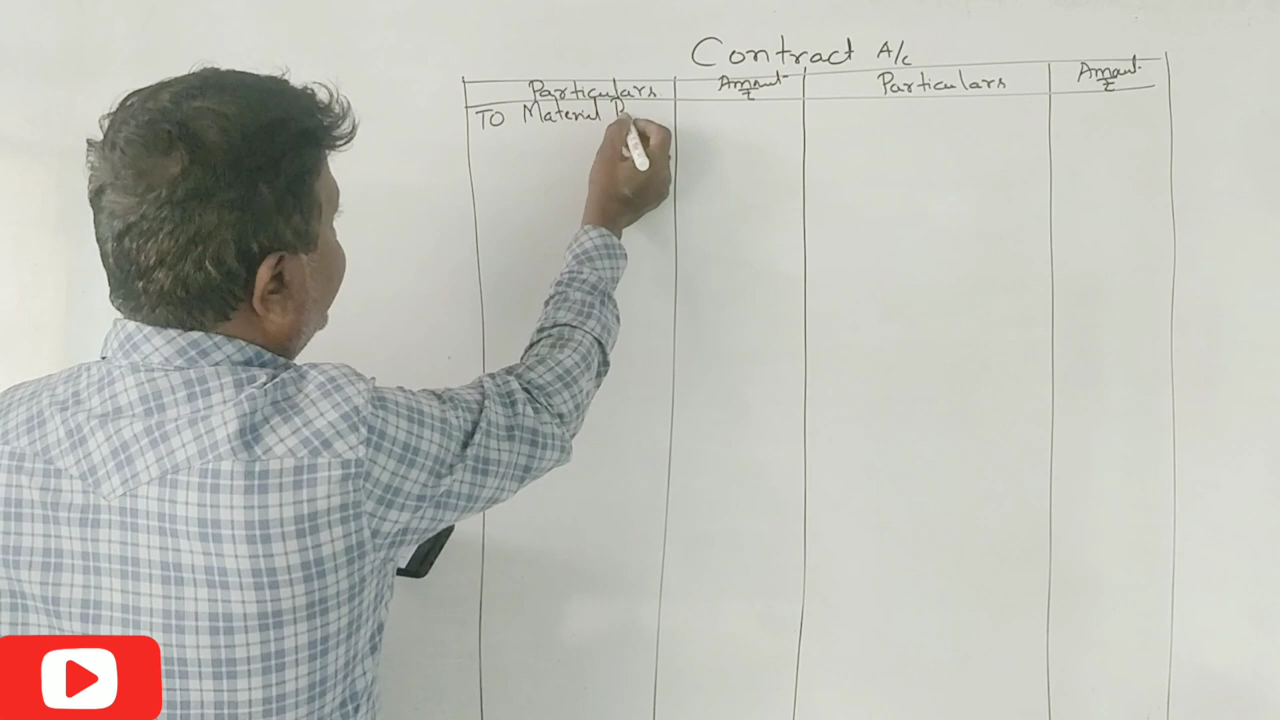 Contract A/c
Particulars Amount ₹ Particulars Amount ₹
TO Material